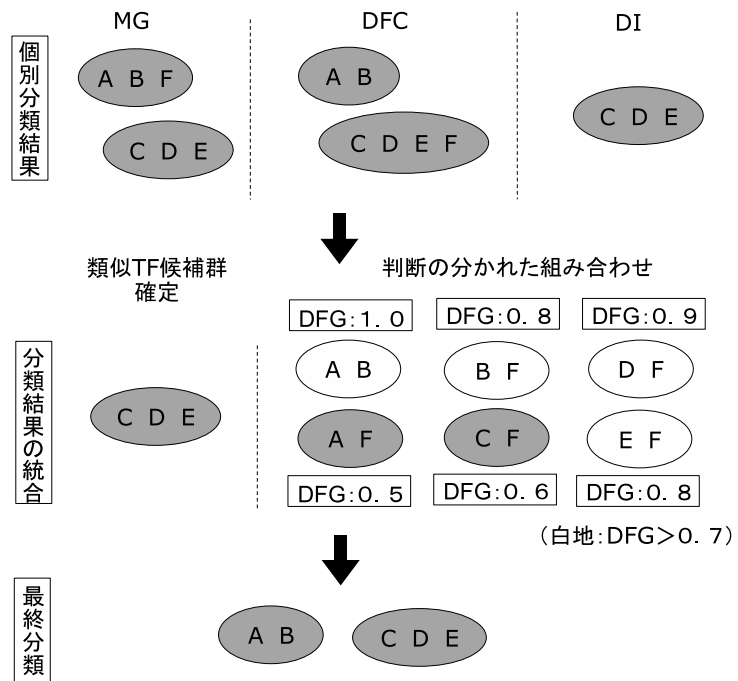 MG
DFC
DI
個別分類結果
A B F
C D E
A B
C D E F
C D E
類似TF候補群
確定
判断の分かれた組み合わせ
分類結果の統合
C D E
DFG:1.0
DFG:0.8
DFG:0.9
A B
B F
D F
A F
C F
E F
DFG:0.5
DFG:0.6
DFG:0.8
(白地:DFG>0.7)
最終分類
A B
C D E